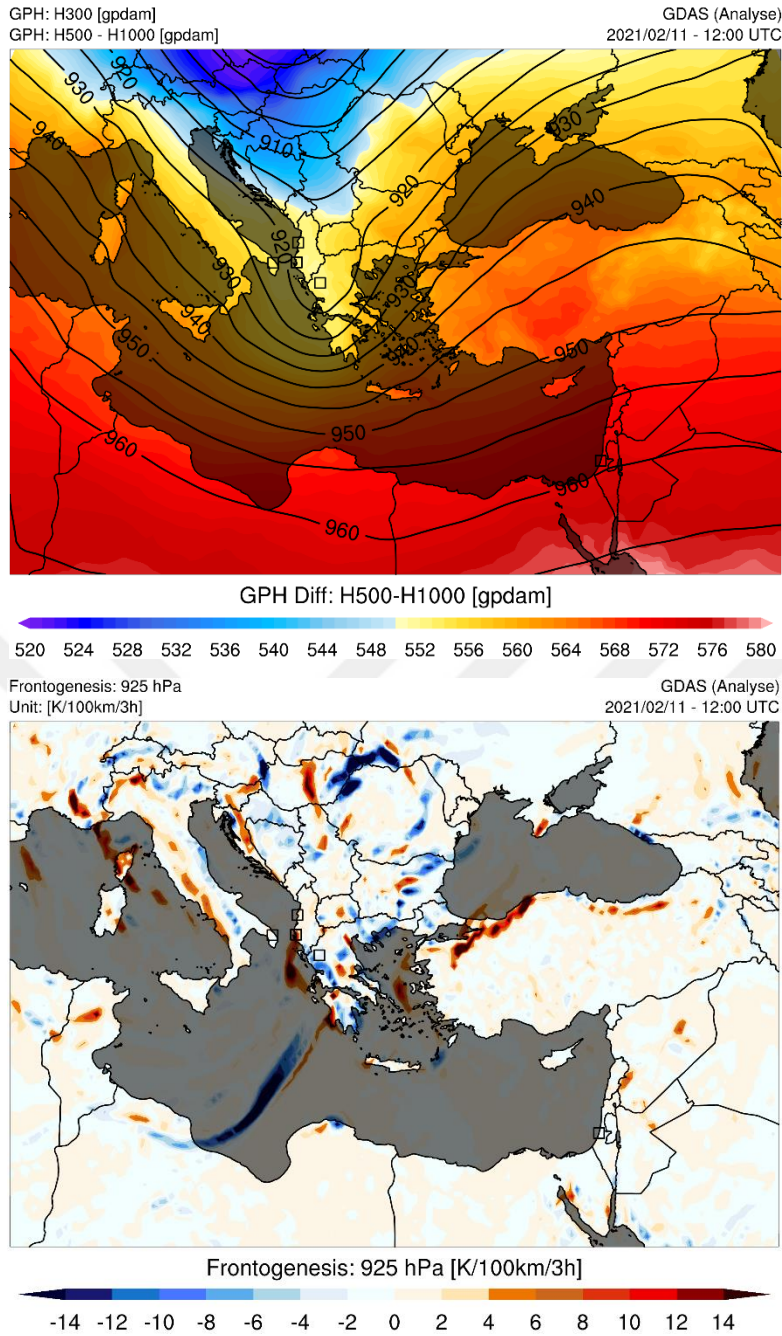 GPH: H300 [gpdam]
GPH: H500 - H1000 [gpdam]
GDAS (Analyse)
2021/02/11 - 12:00 UTC
920
930
910
930
940
920
940
920
930
930
940
940
950
950
960
950
960
960
GPH Diff: H500-H1000 [gpdam]
520 524 528 532 536 540 544 548 552 556 560 564 568 572 576 580
Frontogenesis: 925 hPa
Unit: [K/100km/3h]
GDAS (Analyse)
2021/02/11 - 12:00 UTC
Frontogenesis: 925 hPa [K/100km/3h]
-14 -12 -10 -8 -6 -4 -2 0 2 4 6 8 10 12 14